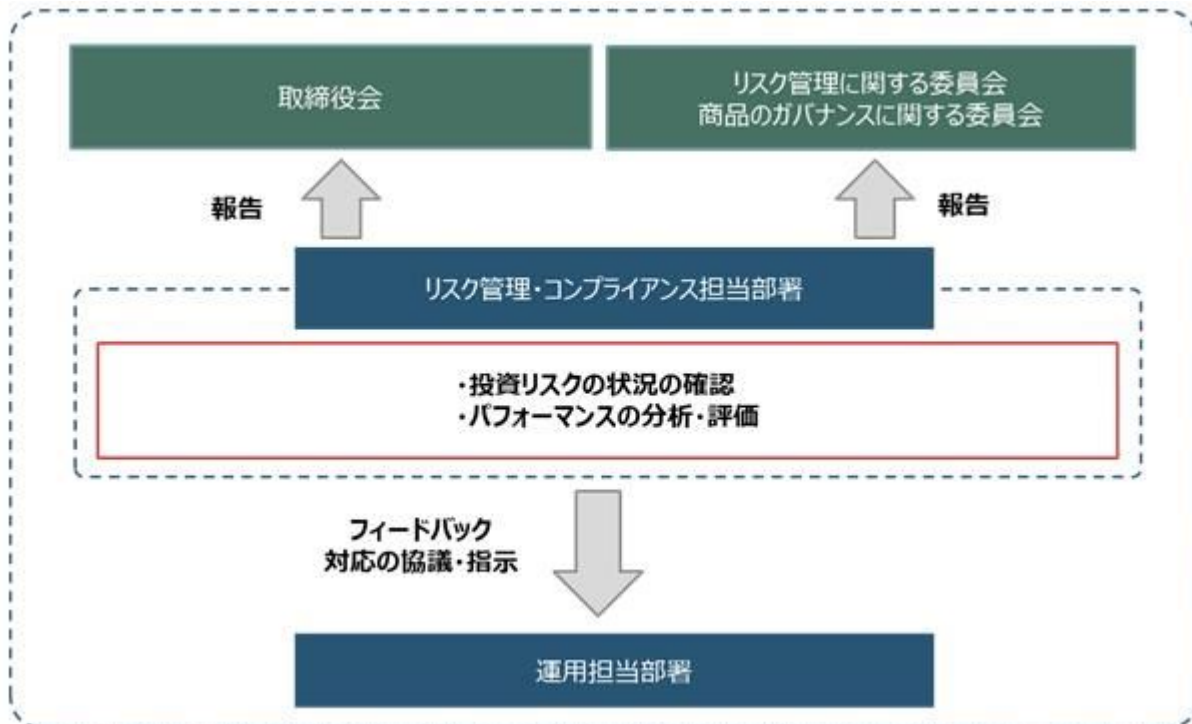 取締役会
リスク管理に関する委員会
商品のガバナンスに関する委員会
報告
報告
リスク管理・コンプライアンス担当部署
・投資リスクの状況の確認
・パフォーマンスの分析・評価
フィードバック
対応の協議・指示
運用担当部署